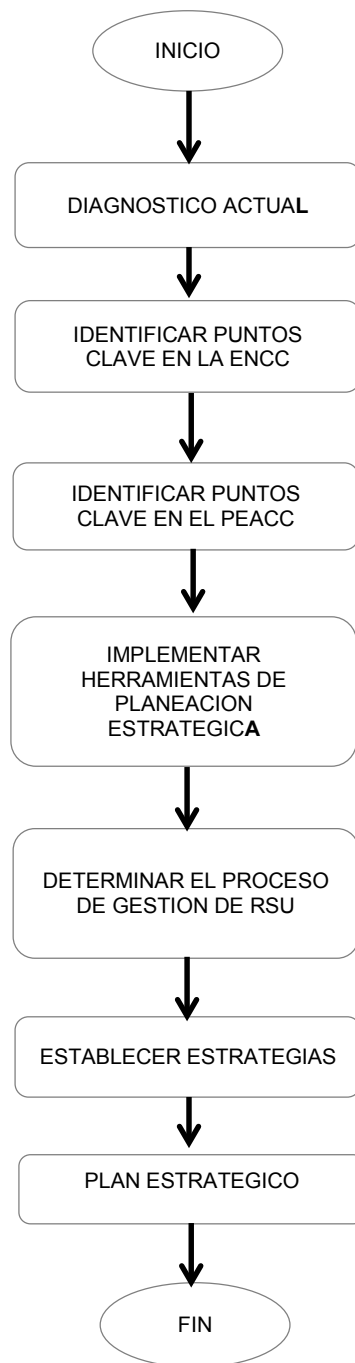 INICIO
DIAGNOSTICO ACTUAL
IDENTIFICAR PUNTOS
CLAVE EN LA ENCC
IDENTIFICAR PUNTOS
CLAVE EN EL PEACC
IMPLEMENTAR
HERRAMIENTAS DE
PLANEACION
ESTRATEGICA
DETERMINAR EL PROCESO
DE GESTION DE RSU
ESTABLECER ESTRATEGIAS
PLAN ESTRATEGICO
FIN